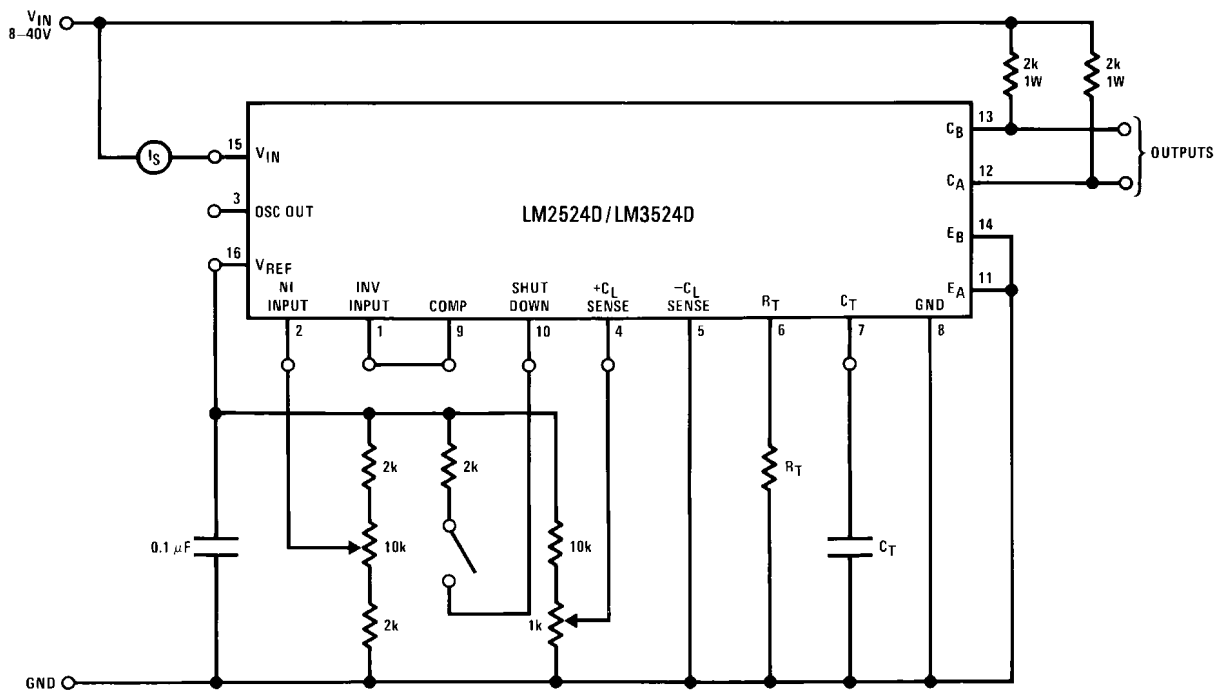 VIN
8–40V
2k
1W
2k
1W
13
CB
OUTPUTS
15
VIN
IS
12
CA
3
OSC OUT
LM2524D/LM3524D
14
EB
16
VREF
11
EA
NI
INPUT
INV
INPUT
COMP
SHUT
DOWN
+CL
SENSE
−CL
SENSE
RT
CT
GND
2
1
9
10
4
5
6
7
8
2k
2k
RT
0.1 μF
10k
10k
CT
2k
1k
GND